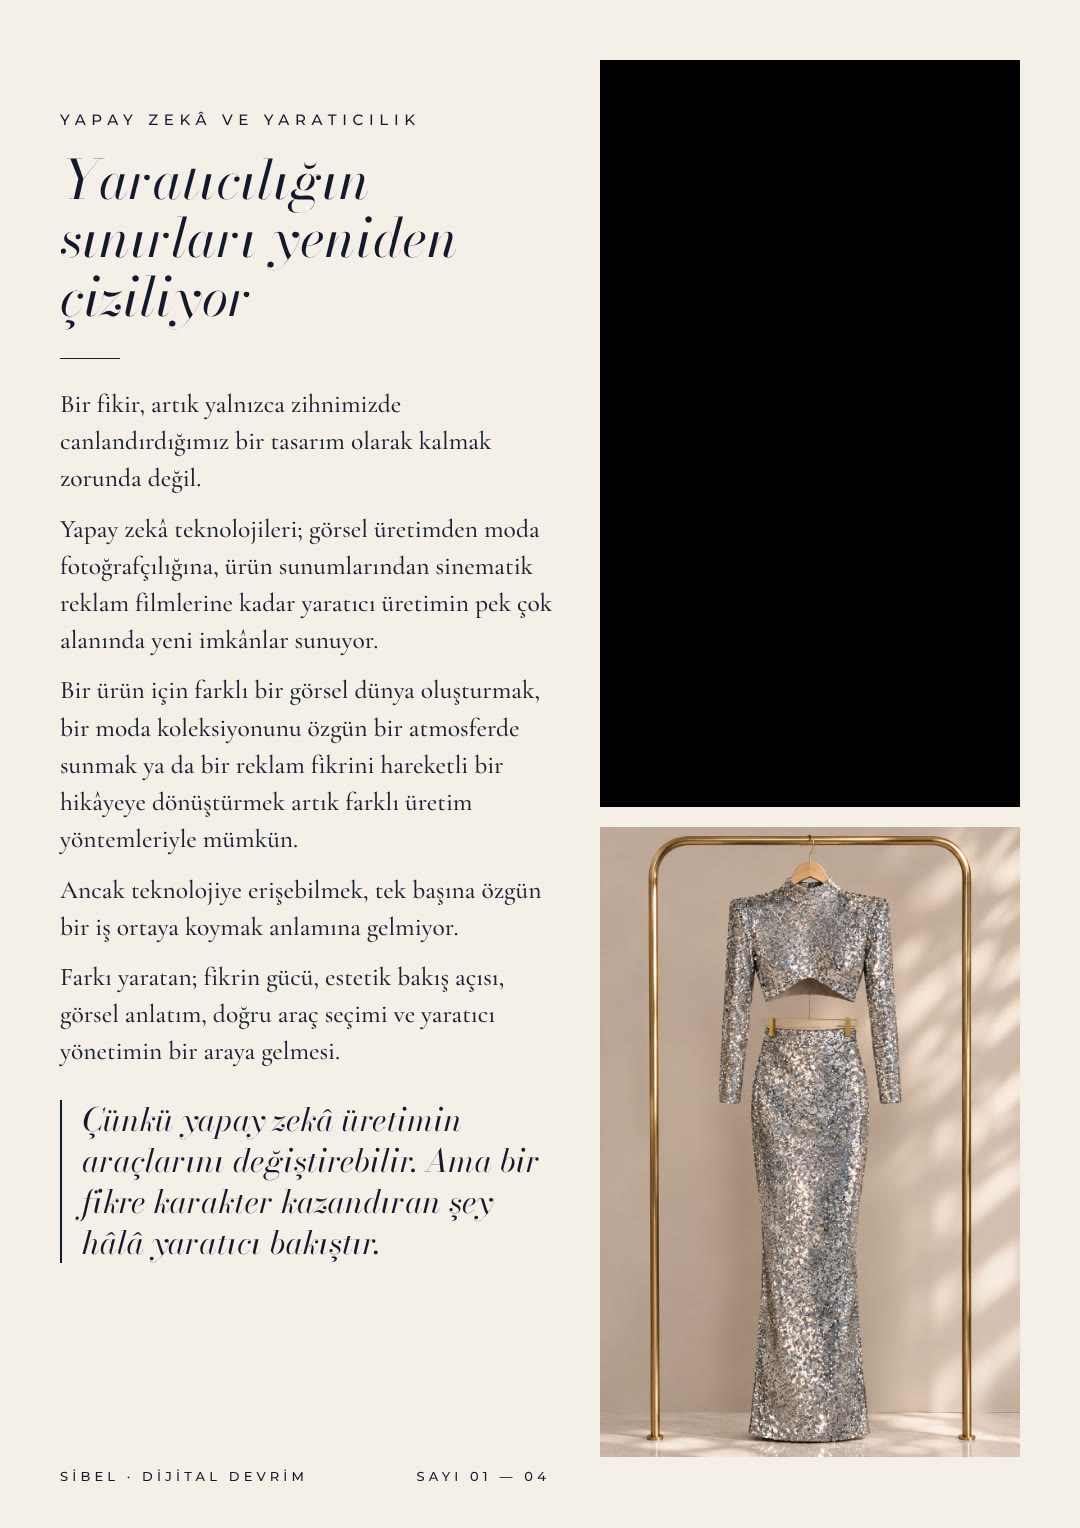 YAPAY ZEKÂ VE YARATICILIK
Yaratıcılığın
sınırları yeniden
çiziliyor
Bir fikir, artık yalnızca zihnimizde
canlandırdığımız bir tasarım olarak kalmak
zorunda değil.
Yapay zekâ teknolojileri; görsel üretimden moda
fotoğrafçılığına, ürün sunumlarından sinematik
reklam filmlerine kadar yaratıcı üretimin pek çok
alanında yeni imkânlar sunuyor.
Bir ürün için farklı bir görsel dünya oluşturmak,
bir moda koleksiyonunu özgün bir atmosferde
sunmak ya da bir reklam fikrini hareketli bir
hikâyeye dönüştürmek artık farklı üretim
yöntemleriyle mümkün.
Ancak teknolojiye erişebilmek, tek başına özgün
bir iş ortaya koymak anlamına gelmiyor.
Farkı yaratan; fikrin gücü, estetik bakış açısı,
görsel anlatım, doğru araç seçimi ve yaratıcı
yönetimin bir araya gelmesi.
Çünkü yapay zekâ üretimin
araçlarını değiştirebilir. Ama bir
fikre karakter kazandıran şey
hâlâ yaratıcı bakıştır.
SİBEL · DİJİTAL DEVRİM
SAYI 01 — 04